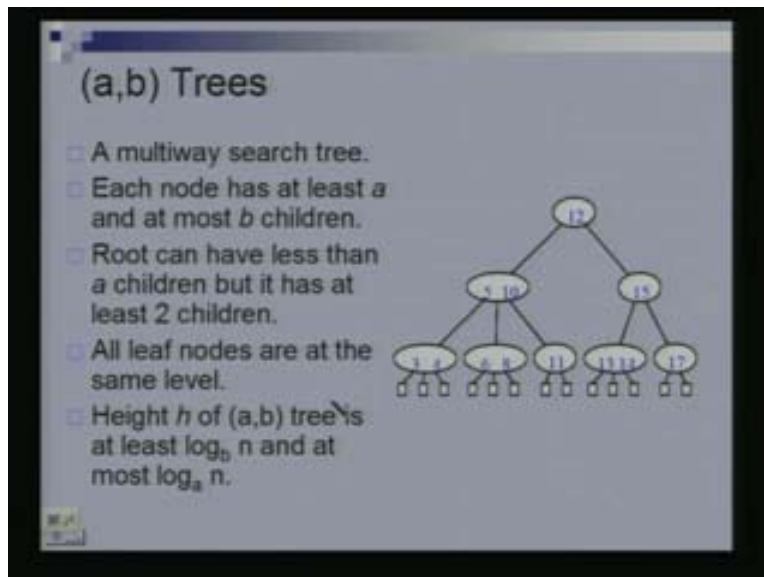 (a,b) Trees
A multiway search tree.
Each node has at least a
and at most b children.
Root can have less than
a children but it has at
least 2 children.
All leaf nodes are at the
same level.
Height h of (a,b) tree is
at least log_b n and at
most log_a n.
12
5 10
15
3 4
6 8
11
13 14
17